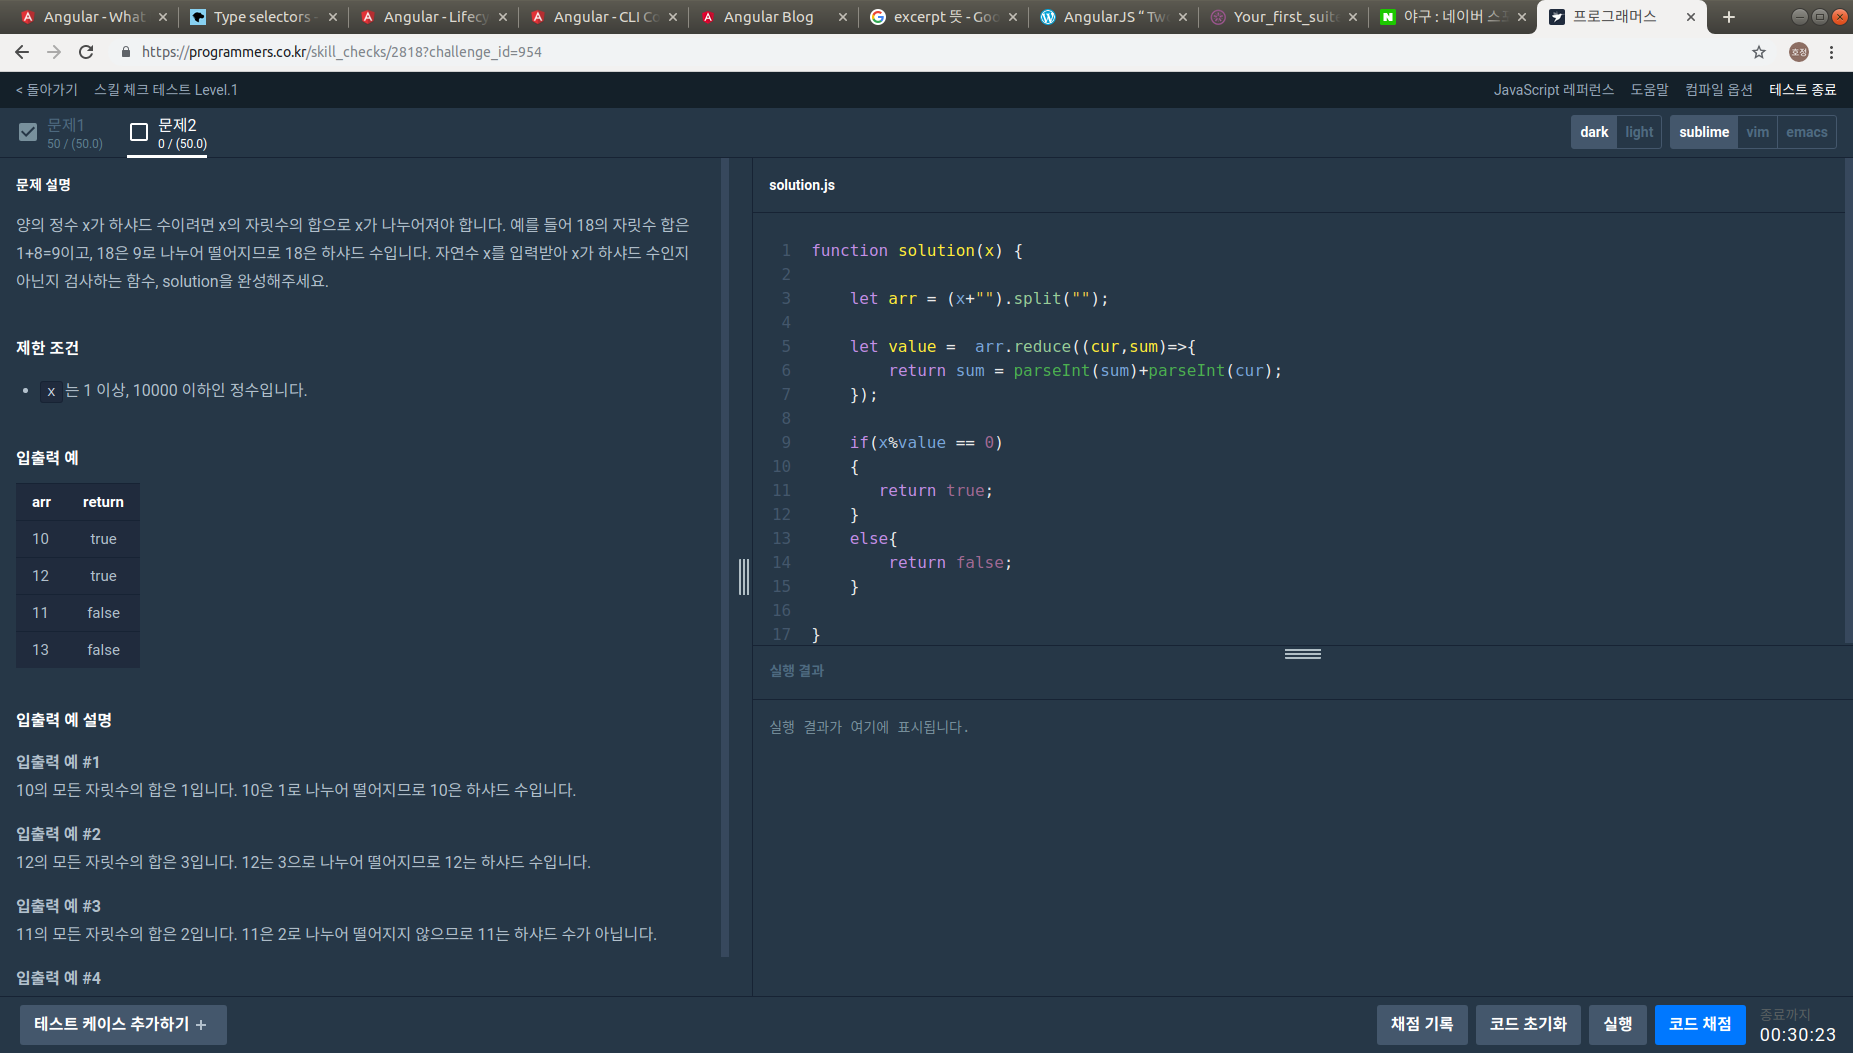 Angular - What
Type selectors -
Angular - Lifecy
Angular - CLI Co
Angular Blog
excerpt 뜻 - Goo
AngularJS “Two
Your_first_suite
야구 : 네이버 스포
프로그래머스
https://programmers.co.kr/skill_checks/2818?challenge_id=954
호정
< 돌아가기 스킬 체크 테스트 Level.1
JavaScript 레퍼런스 도움말 컴파일 옵션 테스트 종료
문제1
50 / (50.0)
문제2
0 / (50.0)
dark light
sublime vim emacs
문제 설명
양의 정수 x가 하샤드 수이려면 x의 자릿수의 합으로 x가 나누어져야 합니다. 예를 들어 18의 자릿수 합은
1+8=9이고, 18은 9로 나누어 떨어지므로 18은 하샤드 수입니다. 자연수 x를 입력받아 x가 하샤드 수인지
아닌지 검사하는 함수, solution을 완성해주세요.
제한 조건
x 는 1 이상, 10000 이하인 정수입니다.
입출력 예
arr return
10 true
12 true
11 false
13 false
입출력 예 설명
입출력 예 #1
10의 모든 자릿수의 합은 1입니다. 10은 1로 나누어 떨어지므로 10은 하샤드 수입니다.
입출력 예 #2
12의 모든 자릿수의 합은 3입니다. 12는 3으로 나누어 떨어지므로 12는 하샤드 수입니다.
입출력 예 #3
11의 모든 자릿수의 합은 2입니다. 11은 2로 나누어 떨어지지 않으므로 11는 하샤드 수가 아닙니다.
입출력 예 #4
solution.js
1 function solution(x) {
2
3 let arr = (x+"").split("");
4
5 let value =  arr.reduce((cur,sum)=>{
6 return sum = parseInt(sum)+parseInt(cur);
7 });
8
9 if(x%value == 0)
10 {
11 return true;
12 }
13 else{
14 return false;
15 }
16
17 }
실행 결과
실행 결과가 여기에 표시됩니다.
테스트 케이스 추가하기 +
채점 기록 코드 초기화 실행 코드 채점
종료까지
00:30:23